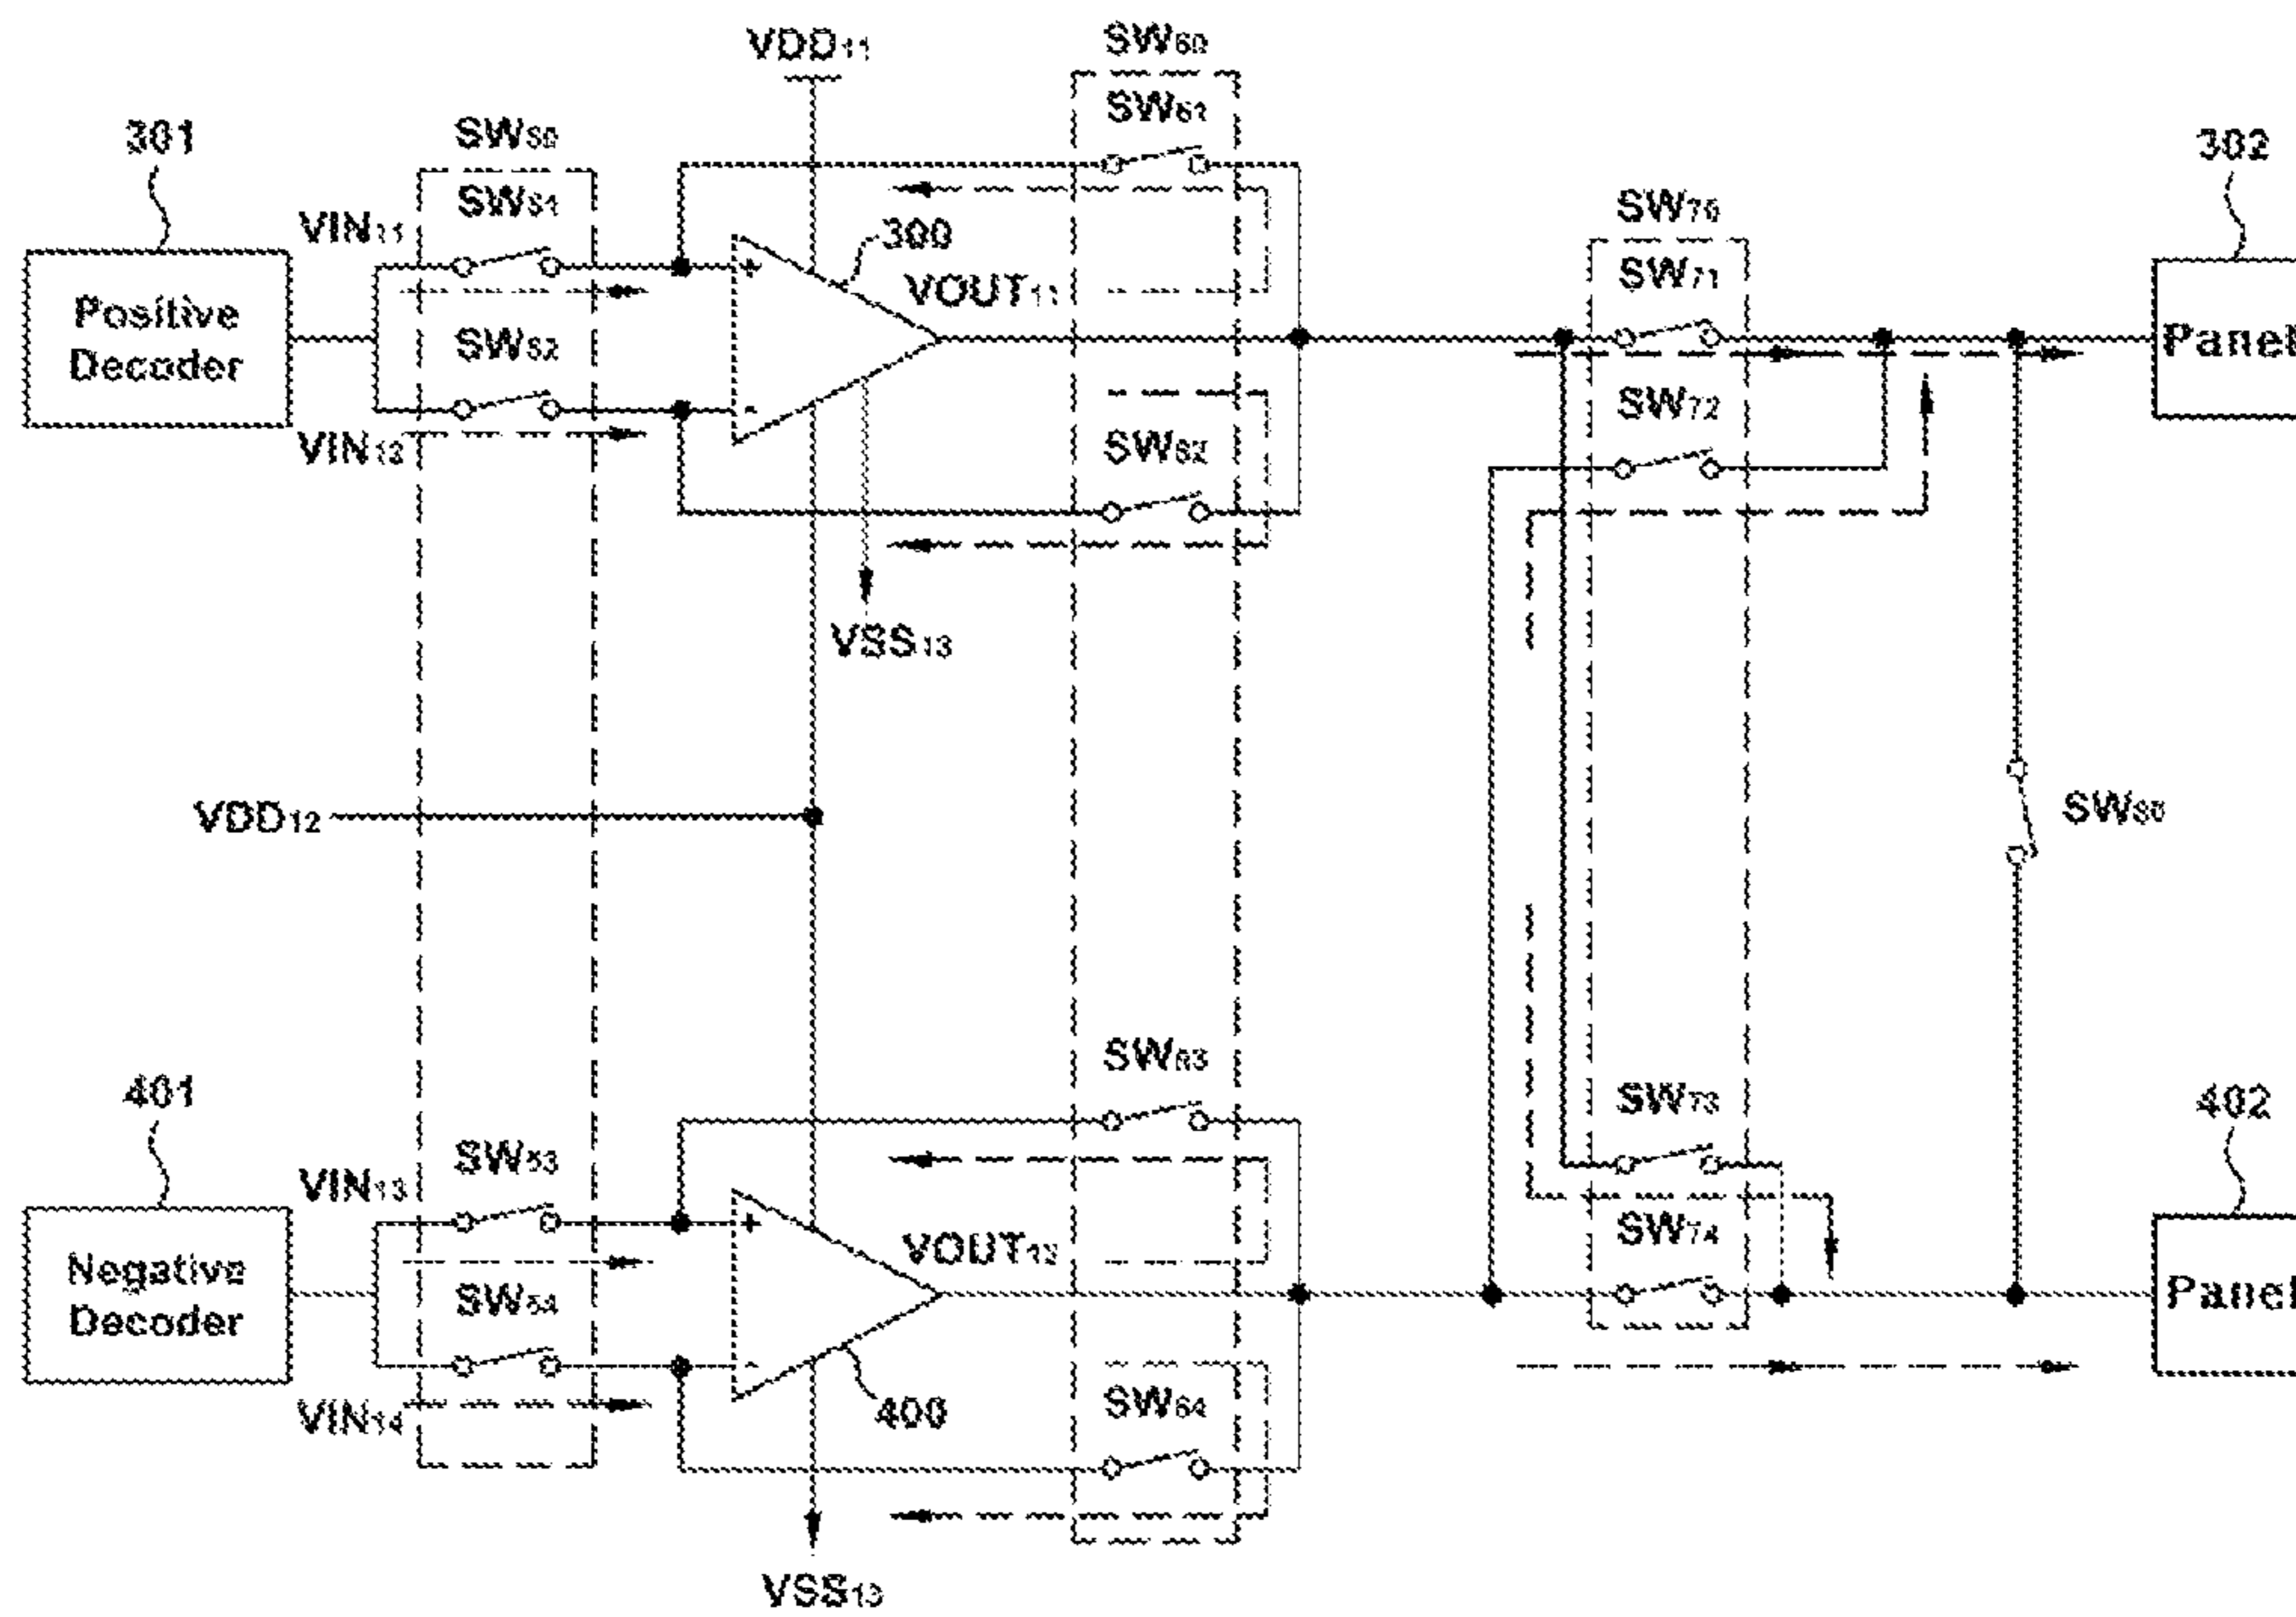 VDD11
SW60
SW61
301
SW50
SW51
302
VIN11
300
SW70
VOUT11
SW71
Positive
Decoder
SW52
Panel
SW72
VIN12
SW62
VSS13
VDD12
SW80
SW63
401
SW73
402
SW53
VIN13
SW74
VOUT12
Negative
Decoder
SW54
Panel
VIN14
400
SW64
VSS13